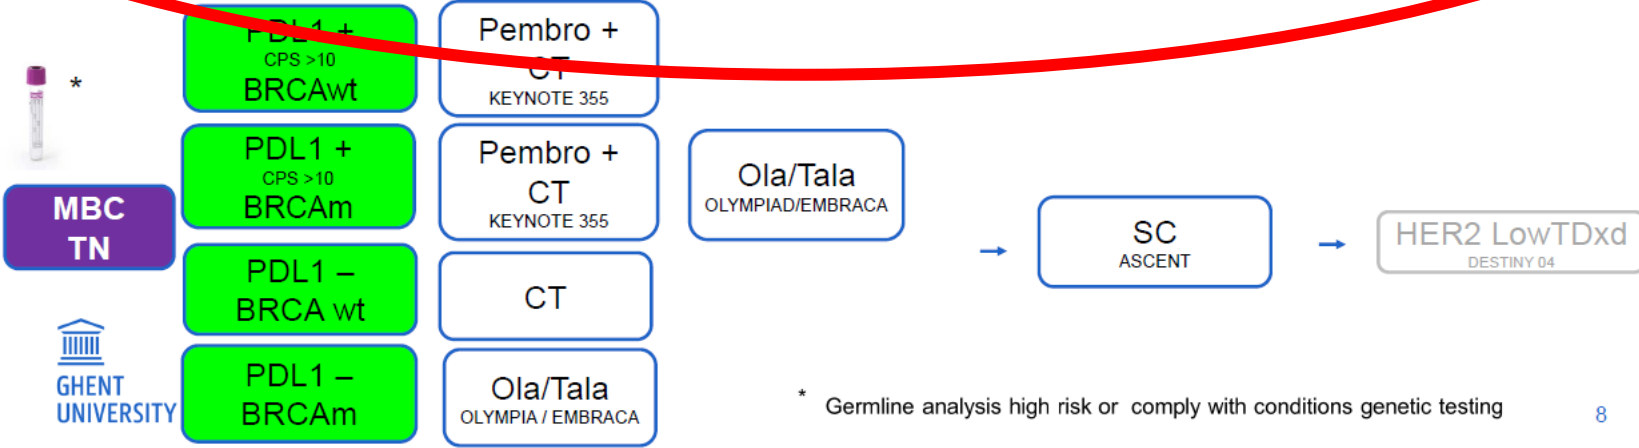 PDL1 +
CPS >10
BRCAwt
Pembro +
CT
KEYNOTE 355
*
PDL1 +
CPS >10
BRCAm
Pembro +
CT
KEYNOTE 355
Ola/Tala
OLYMPIAD/EMBRACA
MBC
TN
SC
ASCENT
HER2 LowTDxd
DESTINY 04
PDL1 –
BRCA wt
CT
PDL1 –
BRCAm
Ola/Tala
OLYMPIA / EMBRACA
GHENT
UNIVERSITY
* Germline analysis high risk or comply with conditions genetic testing
8